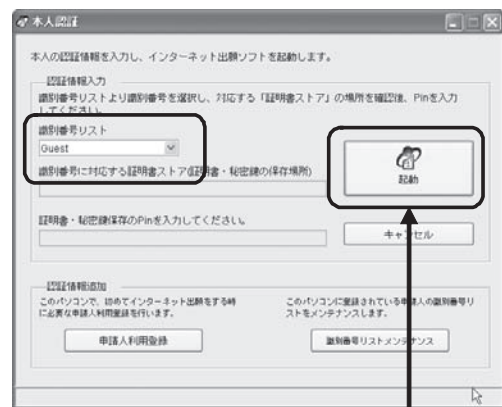 本人認証
本人の認証情報を入力し、インターネット出願ソフトを起動します。
認証情報入力
識別番号リストより識別番号を選択し、対応する「証明書ストア」の場所を確認後、Pinを入力
してください。
識別番号リスト
Guest
識別番号に対応する証明書ストア(証明書・秘密鍵の保存場所)
起動
証明書・秘密鍵保存のPinを入力してください。
キャンセル
認証情報追加
このパソコンで、初めてインターネット出願をする時
に必要な申請人利用登録を行います。
このパソコンに登録されている申請人の識別番号リ
ストをメンテナンスします。
申請人利用登録
識別番号リストメンテナンス